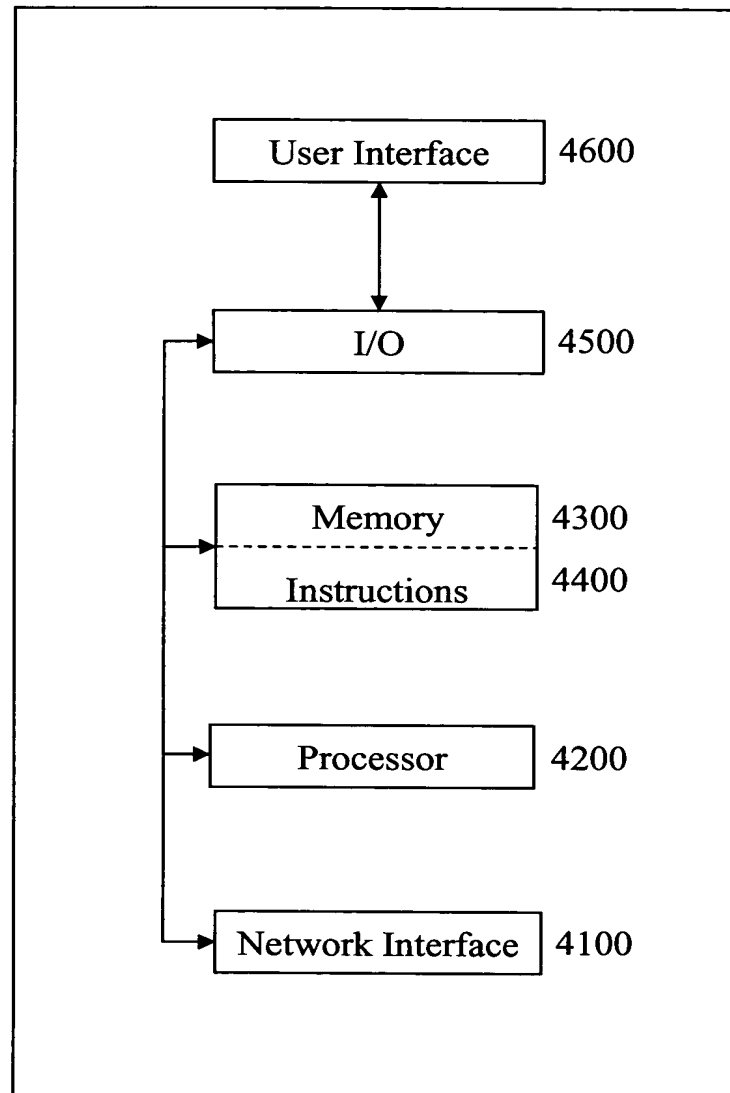 User Interface 4600
I/O 4500
Memory 4300
Instructions 4400
Processor 4200
Network Interface 4100